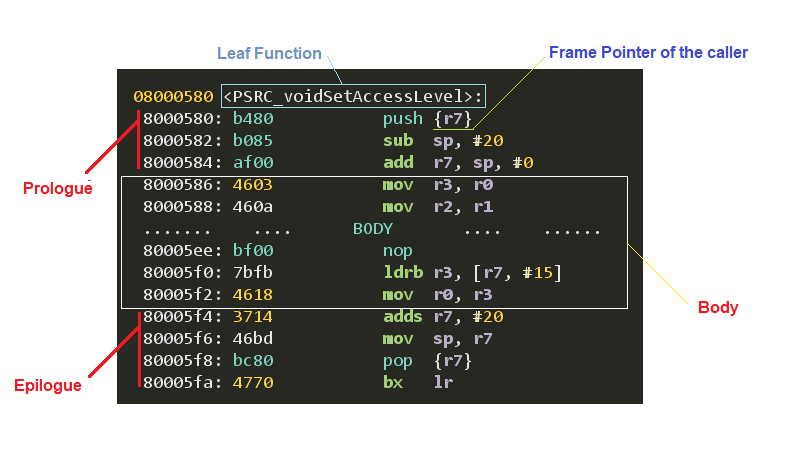 Leaf Function
Frame Pointer of the caller
08000580 <PSRC_voidSetAccessLevel>:
8000580: b480 push {r7}
8000582: b085 sub sp, #20
8000584: af00 add r7, sp, #0
Prologue
8000586: 4603 mov r3, r0
8000588: 460a mov r2, r1
....... .... BODY .... ......
80005ee: bf00 nop
80005f0: 7bfb ldrb r3, [r7, #15]
80005f2: 4618 mov r0, r3
Body
80005f4: 3714 adds r7, #20
80005f6: 46bd mov sp, r7
80005f8: bc80 pop {r7}
80005fa: 4770 bx lr
Epilogue